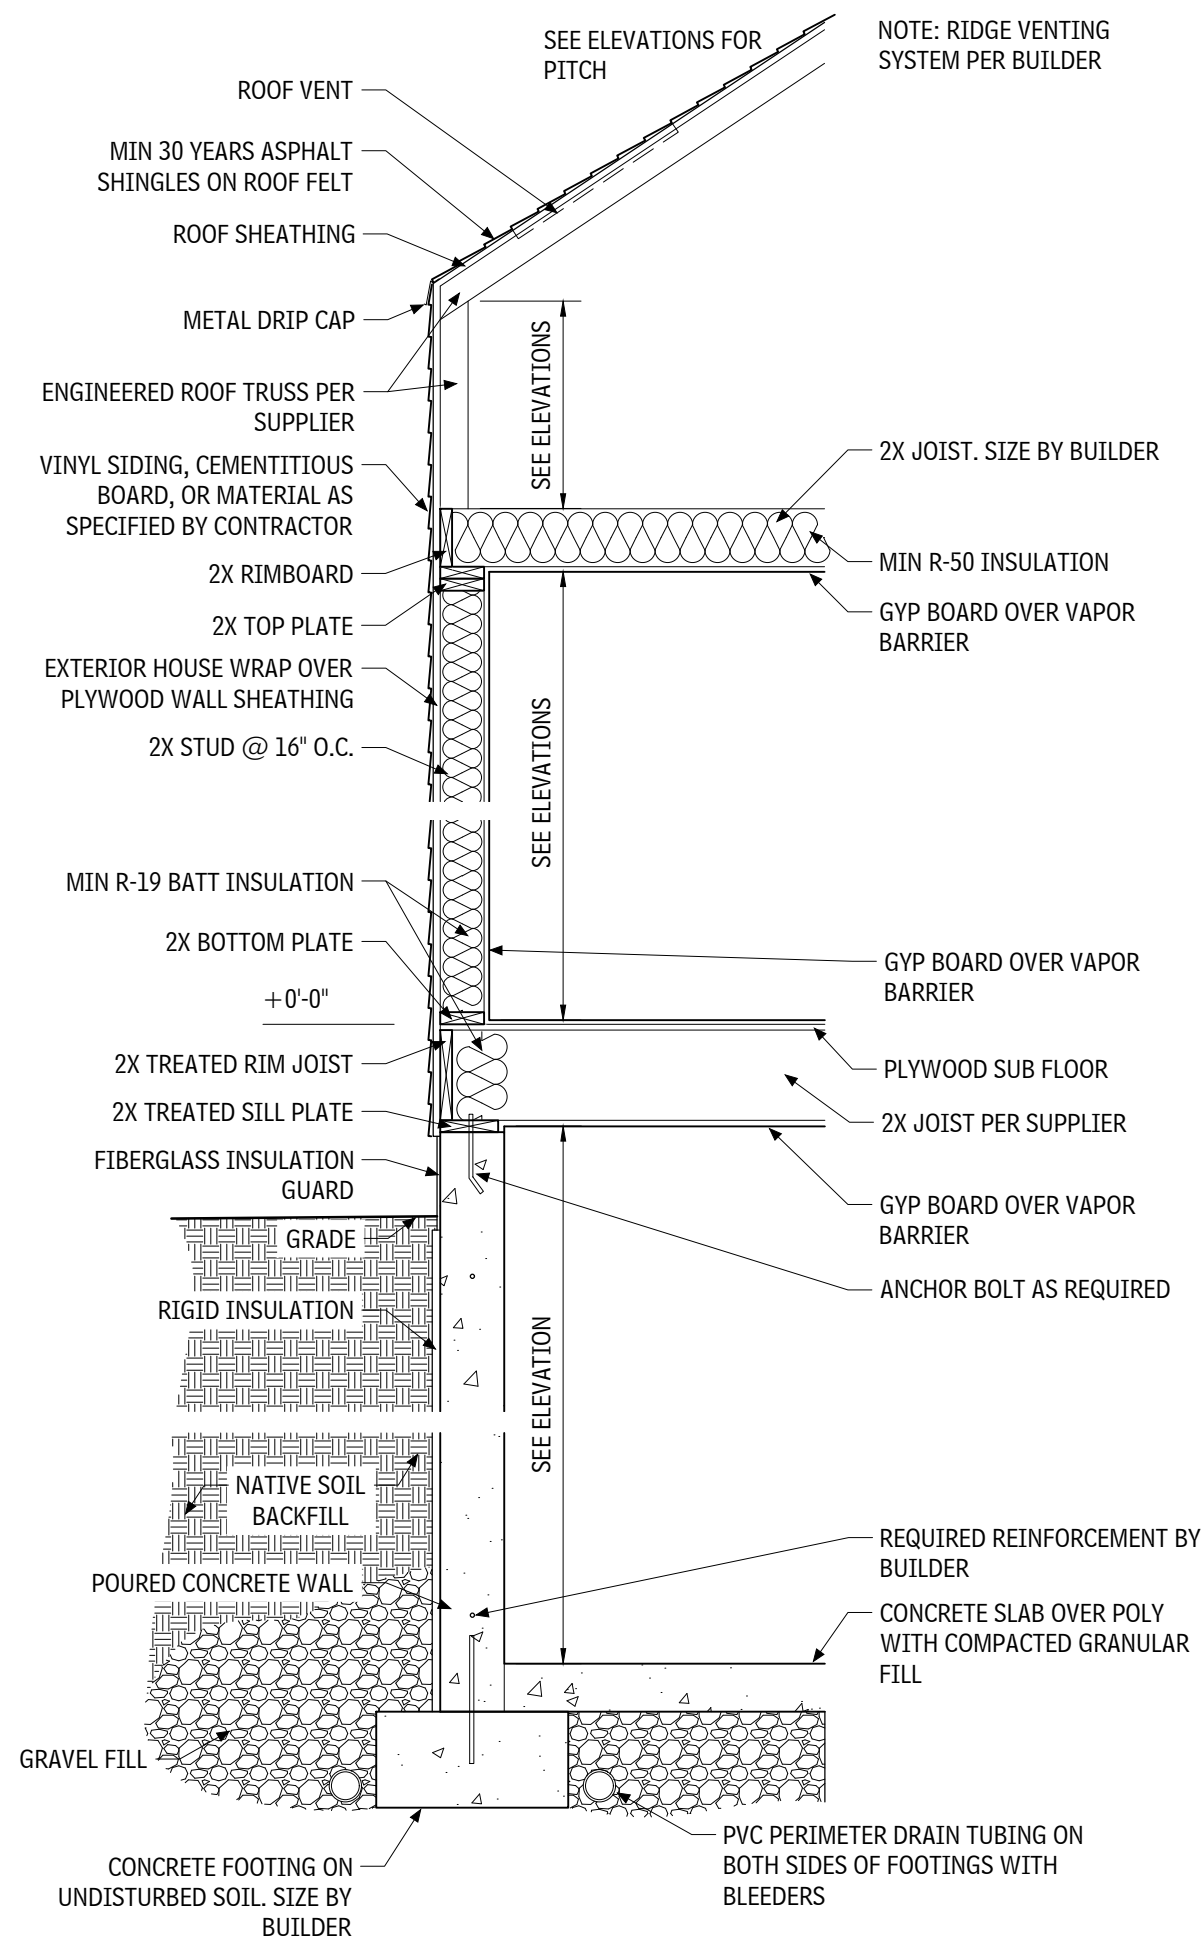 SEE ELEVATIONS FOR
PITCH
NOTE: RIDGE VENTING
SYSTEM PER BUILDER
ROOF VENT
MIN 30 YEARS ASPHALT
SHINGLES ON ROOF FELT
ROOF SHEATHING
METAL DRIP CAP
ENGINEERED ROOF TRUSS PER
SUPPLIER
SEE ELEVATIONS
VINYL SIDING, CEMENTITIOUS
BOARD, OR MATERIAL AS
SPECIFIED BY CONTRACTOR
2X JOIST. SIZE BY BUILDER
MIN R-50 INSULATION
2X RIMBOARD
GYP BOARD OVER VAPOR
BARRIER
2X TOP PLATE
EXTERIOR HOUSE WRAP OVER
PLYWOOD WALL SHEATHING
2X STUD @ 16" O.C.
SEE ELEVATIONS
MIN R-19 BATT INSULATION
2X BOTTOM PLATE
GYP BOARD OVER VAPOR
BARRIER
+0'-0"
2X TREATED RIM JOIST
PLYWOOD SUB FLOOR
2X TREATED SILL PLATE
2X JOIST PER SUPPLIER
FIBERGLASS INSULATION
GUARD
GYP BOARD OVER VAPOR
BARRIER
GRADE
ANCHOR BOLT AS REQUIRED
RIGID INSULATION
SEE ELEVATION
NATIVE SOIL
BACKFILL
REQUIRED REINFORCEMENT BY
BUILDER
POURED CONCRETE WALL
CONCRETE SLAB OVER POLY
WITH COMPACTED GRANULAR
FILL
GRAVEL FILL
PVC PERIMETER DRAIN TUBING ON
BOTH SIDES OF FOOTINGS WITH
BLEEDERS
CONCRETE FOOTING ON
UNDISTURBED SOIL. SIZE BY
BUILDER